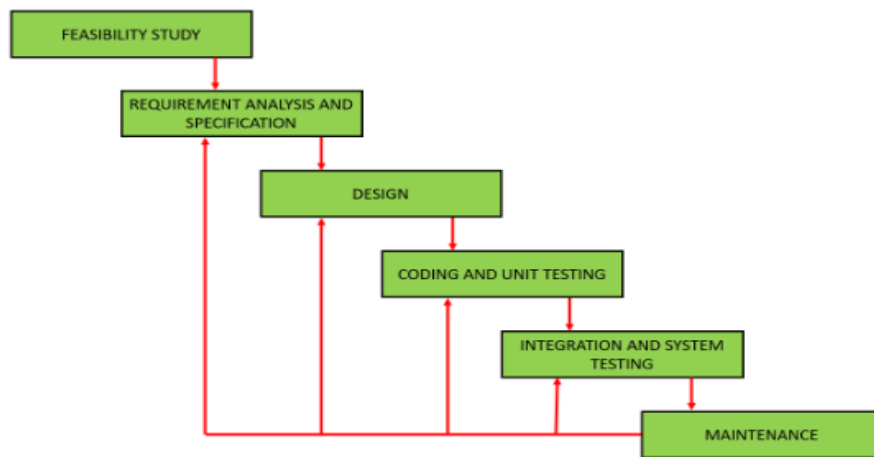 FEASIBILITY STUDY
REQUIREMENT ANALYSIS AND
SPECIFICATION
DESIGN
CODING AND UNIT TESTING
INTEGRATION AND SYSTEM
TESTING
MAINTENANCE